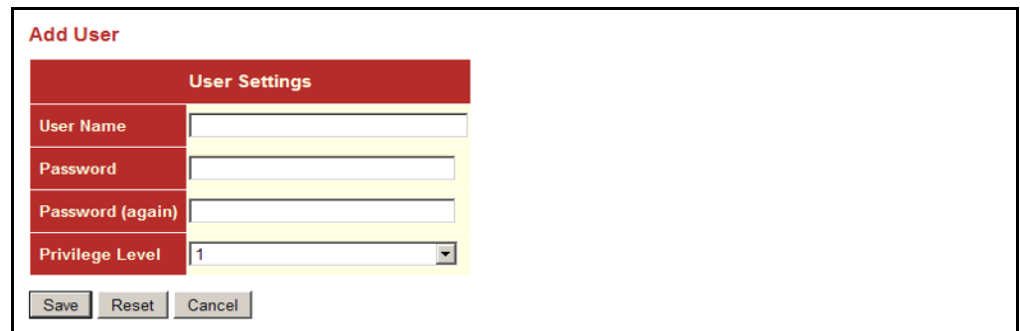 Add User
User Settings
User Name
Password
Password (again)
Privilege Level 1
Save Reset Cancel